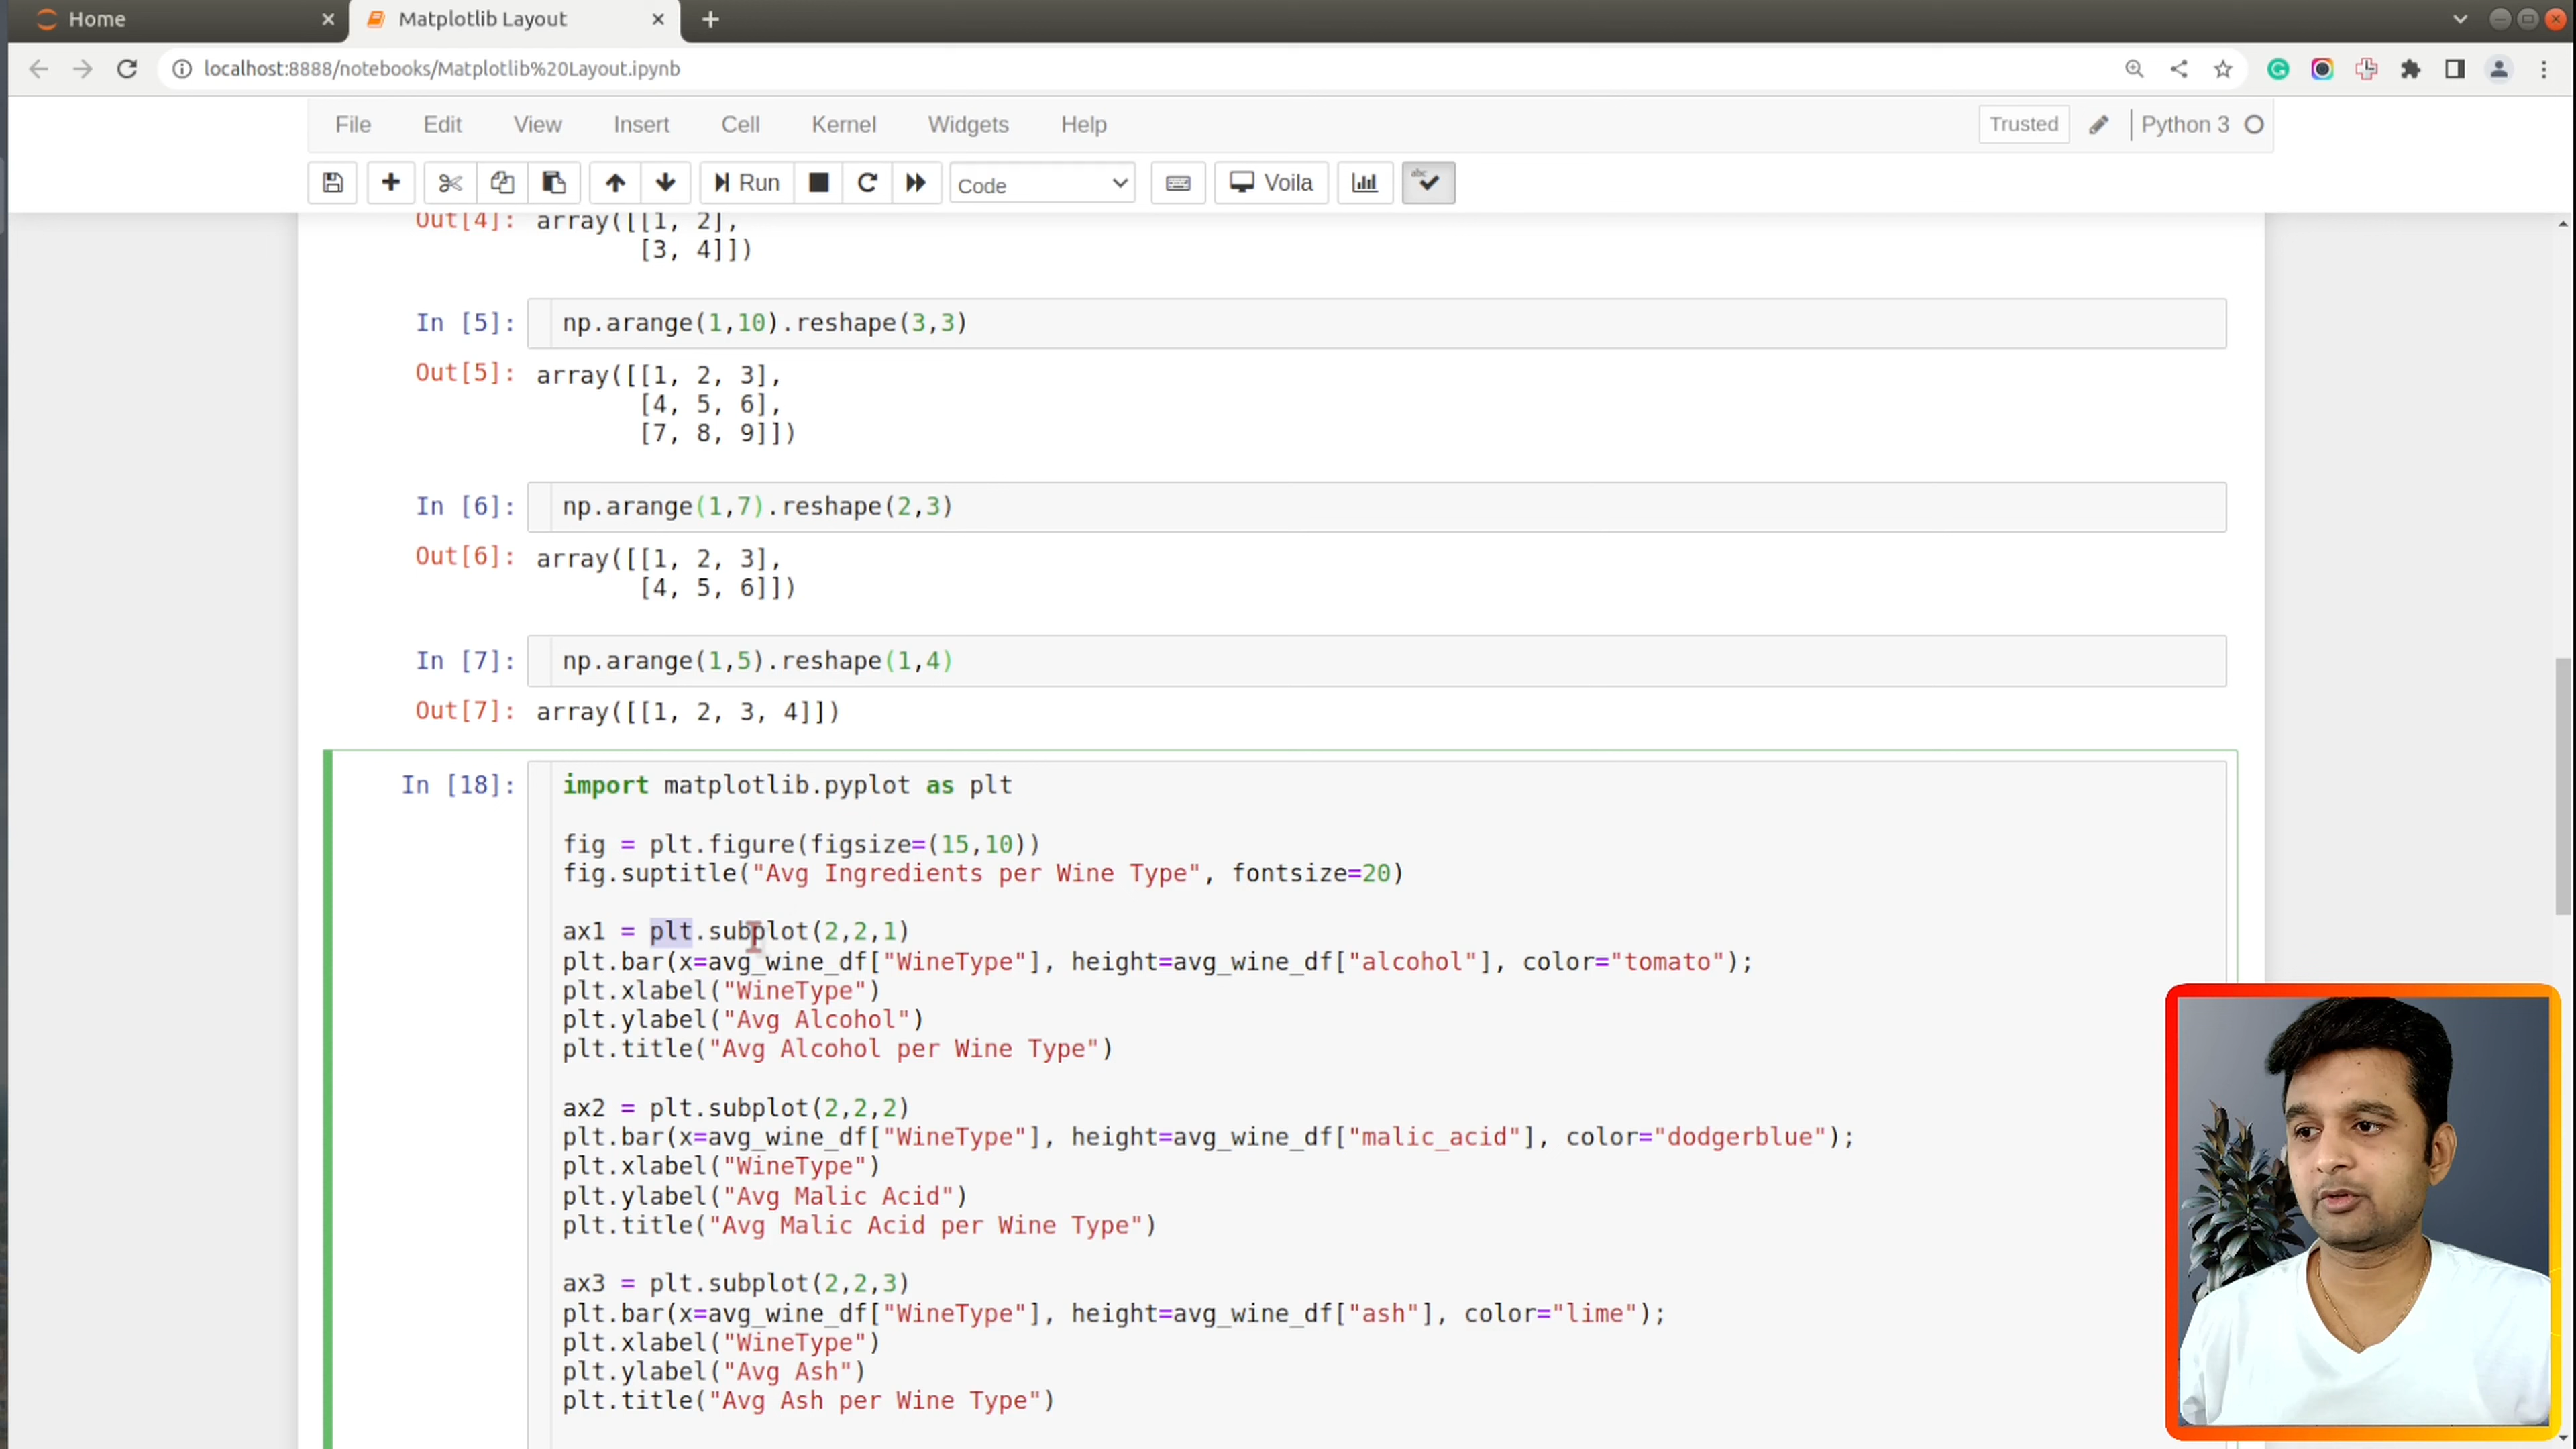 Home
Matplotlib Layout
localhost:8888/notebooks/Matplotlib%20Layout.ipynb
File Edit View Insert Cell Kernel Widgets Help
Trusted
Python 3
Run
Code
Voila
abc
Out[4]: array([[1, 2],
[3, 4]])
In [5]: np.arange(1,10).reshape(3,3)
Out[5]: array([[1, 2, 3],
[4, 5, 6],
[7, 8, 9]])
In [6]: np.arange(1,7).reshape(2,3)
Out[6]: array([[1, 2, 3],
[4, 5, 6]])
In [7]: np.arange(1,5).reshape(1,4)
Out[7]: array([[1, 2, 3, 4]])
In [18]: import matplotlib.pyplot as plt
fig = plt.figure(figsize=(15,10))
fig.suptitle("Avg Ingredients per Wine Type", fontsize=20)
ax1 = plt.subplot(2,2,1)
plt.bar(x=avg_wine_df["WineType"], height=avg_wine_df["alcohol"], color="tomato");
plt.xlabel("WineType")
plt.ylabel("Avg Alcohol")
plt.title("Avg Alcohol per Wine Type")
ax2 = plt.subplot(2,2,2)
plt.bar(x=avg_wine_df["WineType"], height=avg_wine_df["malic_acid"], color="dodgerblue");
plt.xlabel("WineType")
plt.ylabel("Avg Malic Acid")
plt.title("Avg Malic Acid per Wine Type")
ax3 = plt.subplot(2,2,3)
plt.bar(x=avg_wine_df["WineType"], height=avg_wine_df["ash"], color="lime");
plt.xlabel("WineType")
plt.ylabel("Avg Ash")
plt.title("Avg Ash per Wine Type")